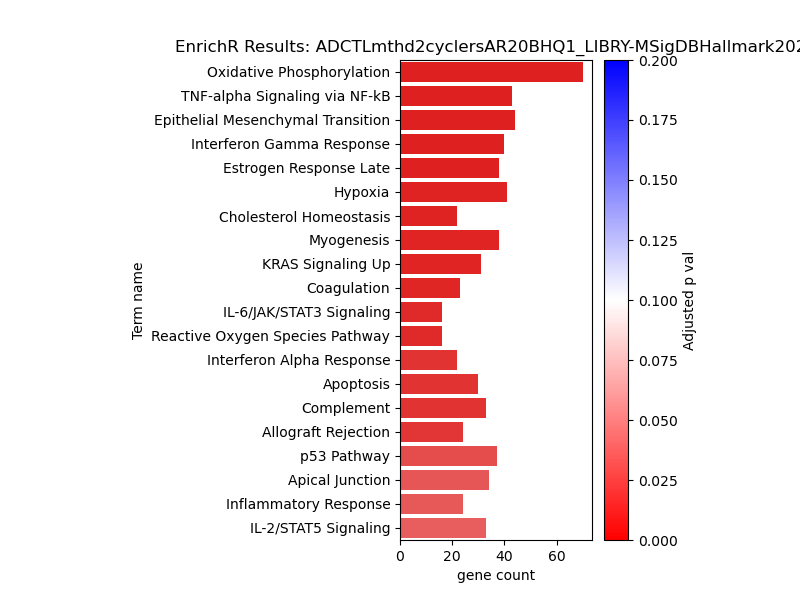 EnrichR Results: ADCTLmthd2cyclersAR20BHQ1_LIBRY-MSigDBHallmark202
Term name
Oxidative Phosphorylation
TNF-alpha Signaling via NF-kB
Epithelial Mesenchymal Transition
Interferon Gamma Response
Estrogen Response Late
Hypoxia
Cholesterol Homeostasis
Myogenesis
KRAS Signaling Up
Coagulation
IL-6/JAK/STAT3 Signaling
Reactive Oxygen Species Pathway
Interferon Alpha Response
Apoptosis
Complement
Allograft Rejection
p53 Pathway
Apical Junction
Inflammatory Response
IL-2/STAT5 Signaling
0 20 40 60
gene count
0.200
0.175
0.150
0.125
0.100
0.075
0.050
0.025
0.000
Adjusted p val